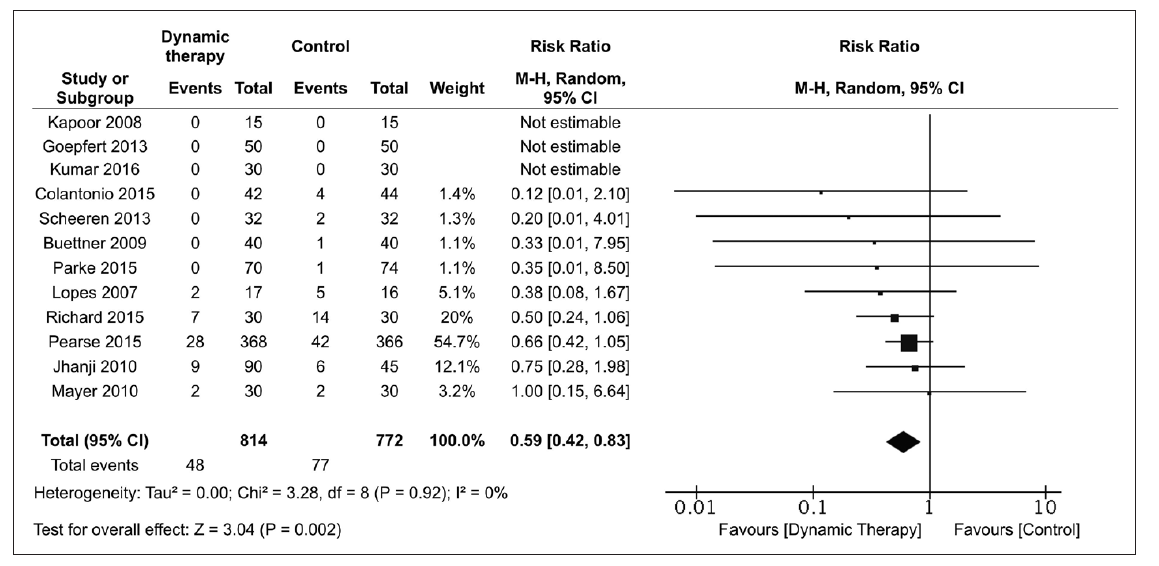 Dynamic therapy Control Risk Ratio Risk Ratio
Study or Subgroup Events Total Events Total Weight M-H, Random, 95% CI M-H, Random, 95% CI
Kapoor 2008 0 15 0 15 Not estimable
Goepfert 2013 0 50 0 50 Not estimable
Kumar 2016 0 30 0 30 Not estimable
Colantonio 2015 0 42 4 44 1.4% 0.12 [0.01, 2.10]
Scheeren 2013 0 32 2 32 1.3% 0.20 [0.01, 4.01]
Buettner 2009 0 40 1 40 1.1% 0.33 [0.01, 7.95]
Parke 2015 0 70 1 74 1.1% 0.35 [0.01, 8.50]
Lopes 2007 2 17 5 16 5.1% 0.38 [0.08, 1.67]
Richard 2015 7 30 14 30 20% 0.50 [0.24, 1.06]
Pearse 2015 28 368 42 366 54.7% 0.66 [0.42, 1.05]
Jhanji 2010 9 90 6 45 12.1% 0.75 [0.28, 1.98]
Mayer 2010 2 30 2 30 3.2% 1.00 [0.15, 6.64]
Total (95% CI) 814 772 100.0% 0.59 [0.42, 0.83]
Total events 48 77
Heterogeneity: Tau² = 0.00; Chi² = 3.28, df = 8 (P = 0.92); I² = 0%
0.01 0.1 1 10
Test for overall effect: Z = 3.04 (P = 0.002) Favours [Dynamic Therapy] Favours [Control]